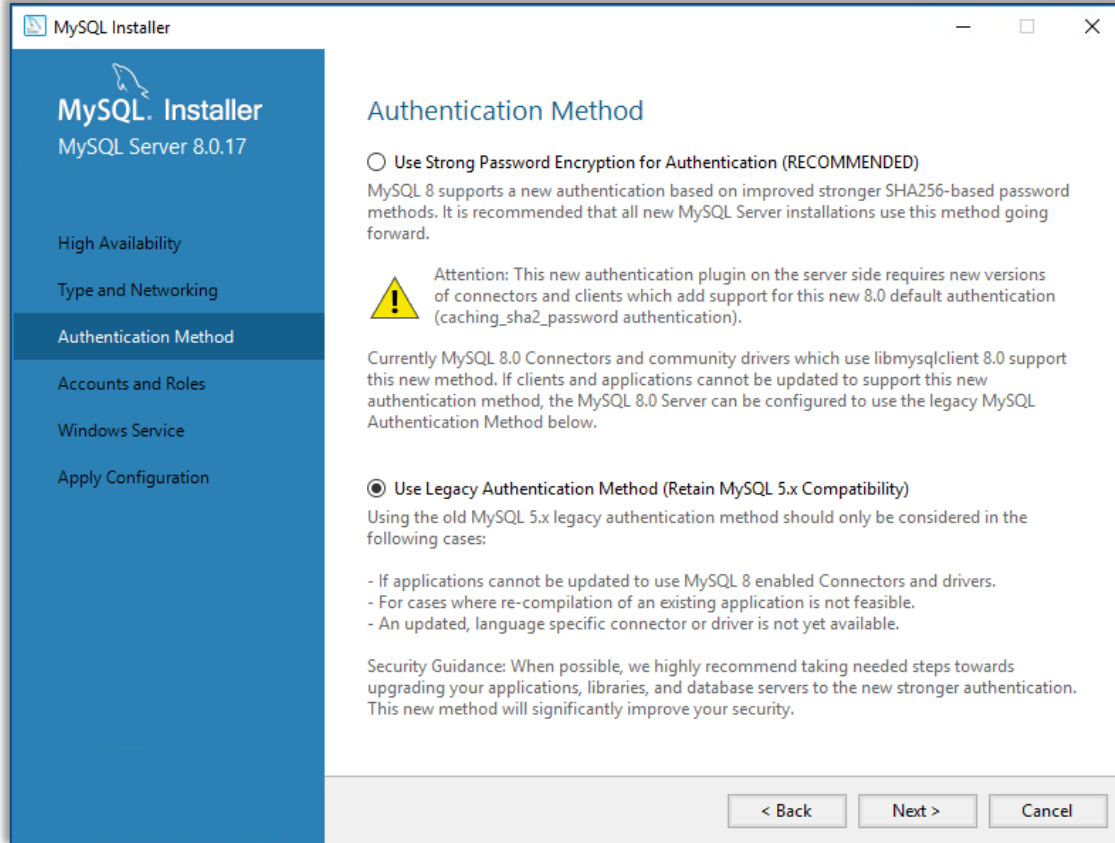 MySQL Installer
MySQL. Installer
MySQL Server 8.0.17
High Availability
Type and Networking
Authentication Method
Accounts and Roles
Windows Service
Apply Configuration
Authentication Method
Use Strong Password Encryption for Authentication (RECOMMENDED)
MySQL 8 supports a new authentication based on improved stronger SHA256-based password
methods. It is recommended that all new MySQL Server installations use this method going
forward.
Attention: This new authentication plugin on the server side requires new versions
of connectors and clients which add support for this new 8.0 default authentication
(caching_sha2_password authentication).
Currently MySQL 8.0 Connectors and community drivers which use libmysqlclient 8.0 support
this new method. If clients and applications cannot be updated to support this new
authentication method, the MySQL 8.0 Server can be configured to use the legacy MySQL
Authentication Method below.
Use Legacy Authentication Method (Retain MySQL 5.x Compatibility)
Using the old MySQL 5.x legacy authentication method should only be considered in the
following cases:
- If applications cannot be updated to use MySQL 8 enabled Connectors and drivers.
- For cases where re-compilation of an existing application is not feasible.
- An updated, language specific connector or driver is not yet available.
Security Guidance: When possible, we highly recommend taking needed steps towards
upgrading your applications, libraries, and database servers to the new stronger authentication.
This new method will significantly improve your security.
< Back
Next >
Cancel